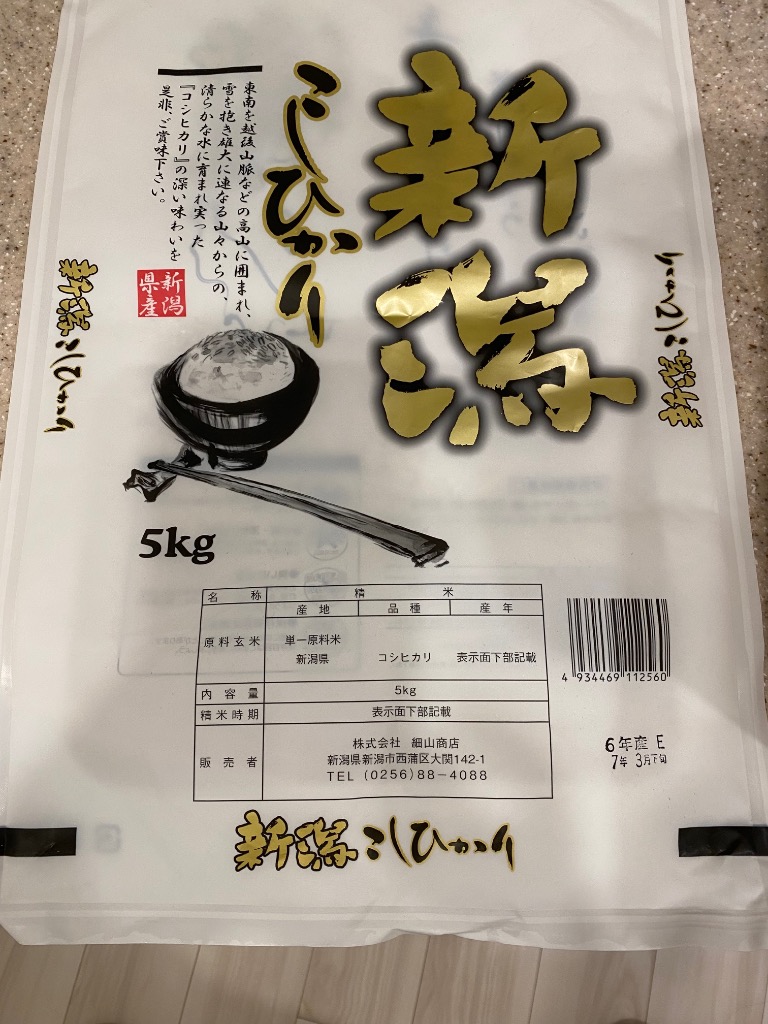 新潟
こしひかり
東南を越後山脈などの高山に囲まれ、
雪を抱き雄大に連なる山々からの、
清らかな水に育まれ実った
『コシヒカリ』の深い味わいを
是非、ご賞味下さい。
新潟
県産
新潟こしひかり
新潟こしひかり
5kg
名称 精米
原料玄米 産地 品種 産年
単一原料米
新潟県 コシヒカリ 表示面下部記載
内容量 5kg
精米時期 表示面下部記載
販売者 株式会社 細山商店
新潟県新潟市西蒲区大関142-1
TEL (0256)88-4088
4 934469 112560
6年産 E
7年 3月下旬
新潟こしひかり